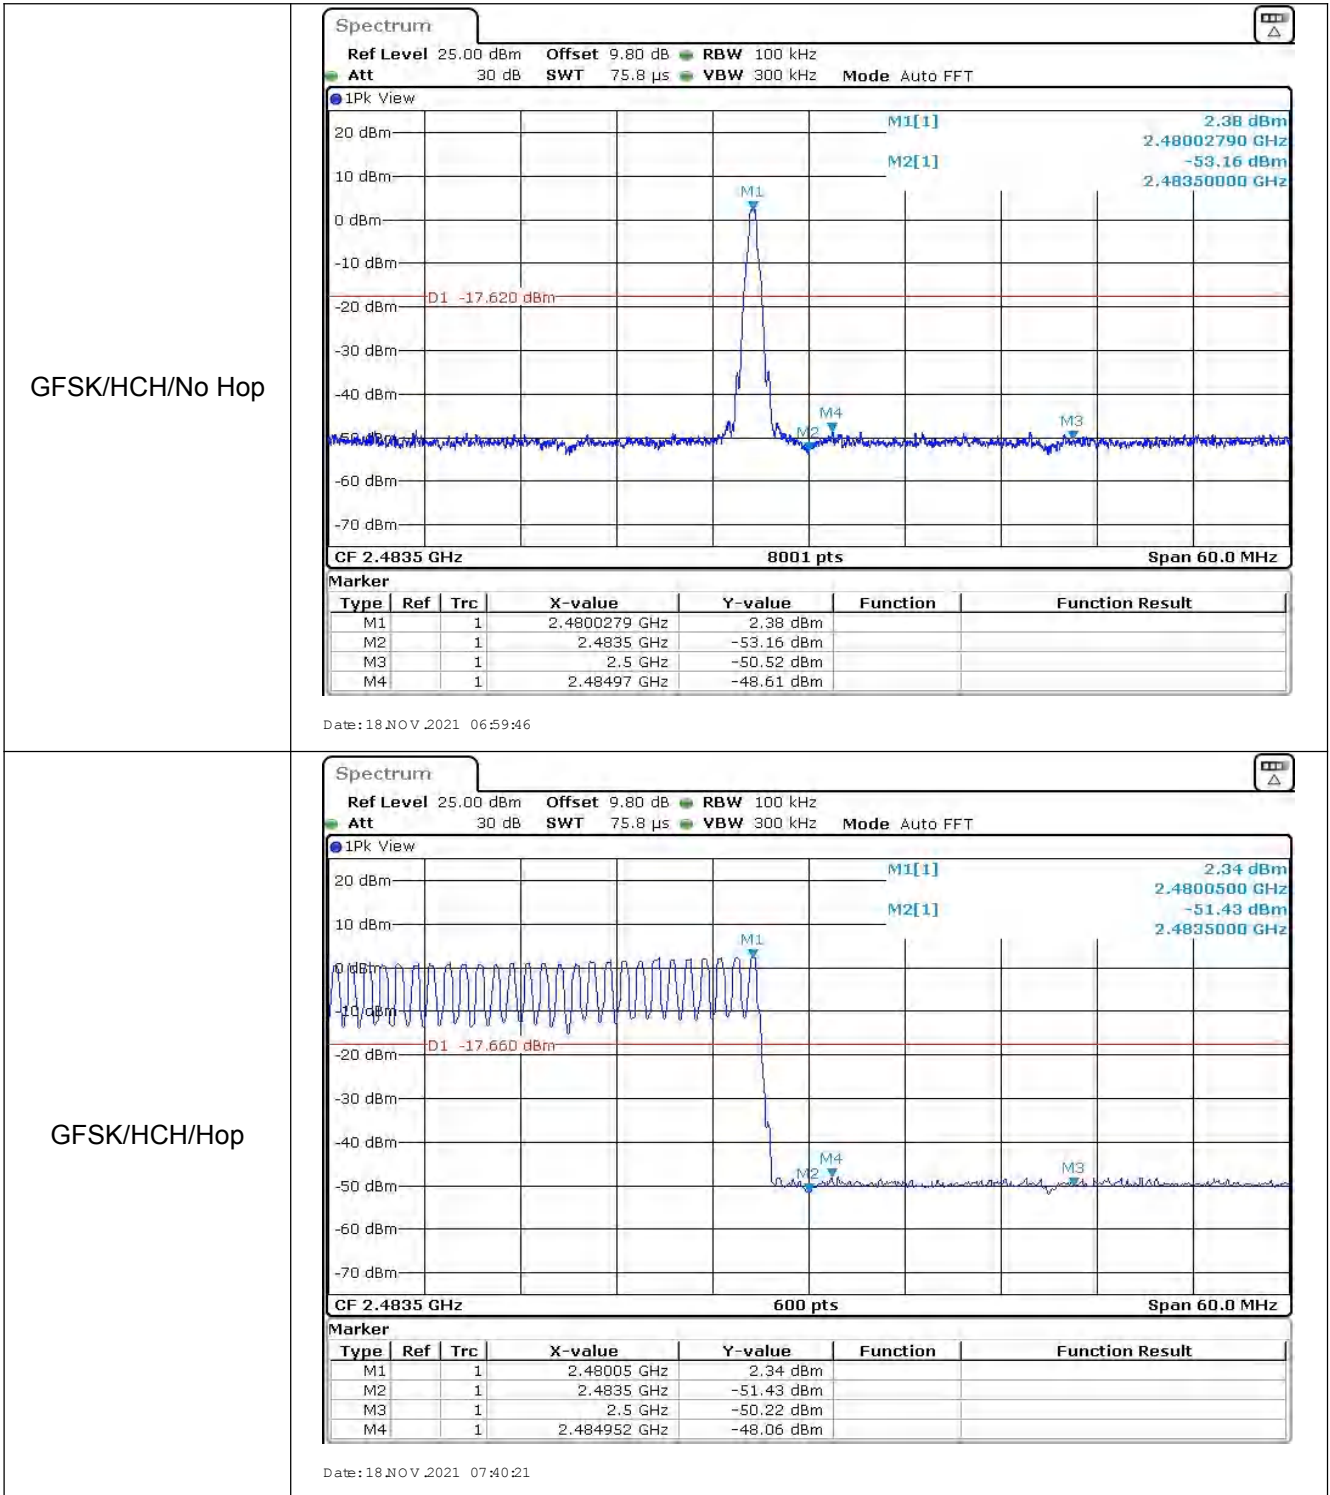 GFSK/HCH/No Hop
Spectrum
Ref Level 25.00 dBm Offset 9.80 dB RBW 100 kHz
Att 30 dB SWT 75.8 µs VBW 300 kHz Mode Auto FFT
1Pk View
M1[1] 2.38 dBm
2.48002790 GHz
M2[1] -53.16 dBm
2.48350000 GHz
20 dBm
10 dBm
M1
0 dBm
-10 dBm
D1 -17.620 dBm
-20 dBm
-30 dBm
-40 dBm
M4
M3
M2
-50 dBm
-60 dBm
-70 dBm
CF 2.4835 GHz 8001 pts Span 60.0 MHz
Marker
Type Ref Trc X-value Y-value Function Function Result
M1 1 2.4800279 GHz 2.38 dBm
M2 1 2.4835 GHz -53.16 dBm
M3 1 2.5 GHz -50.52 dBm
M4 1 2.48497 GHz -48.61 dBm
Date: 18.NOV.2021 06:59:46
GFSK/HCH/Hop
Spectrum
Ref Level 25.00 dBm Offset 9.80 dB RBW 100 kHz
Att 30 dB SWT 75.8 µs VBW 300 kHz Mode Auto FFT
1Pk View
M1[1] 2.34 dBm
2.4800500 GHz
M2[1] -51.43 dBm
2.4835000 GHz
20 dBm
10 dBm
M1
0 dBm
-10 dBm
D1 -17.660 dBm
-20 dBm
-30 dBm
-40 dBm
M4
M3
M2
-50 dBm
-60 dBm
-70 dBm
CF 2.4835 GHz 600 pts Span 60.0 MHz
Marker
Type Ref Trc X-value Y-value Function Function Result
M1 1 2.48005 GHz 2.34 dBm
M2 1 2.4835 GHz -51.43 dBm
M3 1 2.5 GHz -50.22 dBm
M4 1 2.484952 GHz -48.06 dBm
Date: 18.NOV.2021 07:40:21